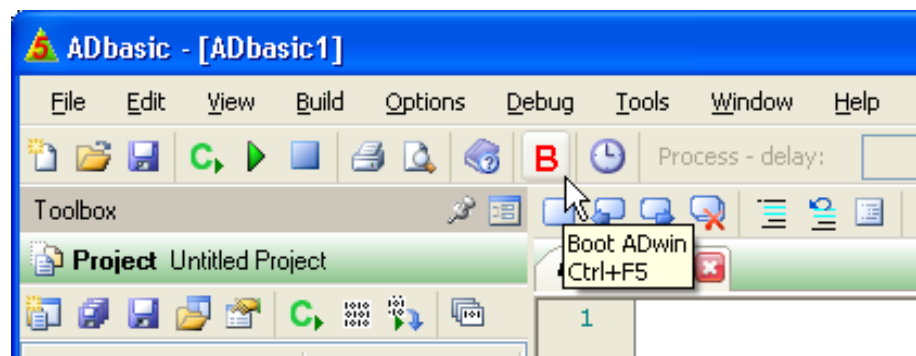 ADbasic - [ADbasic1]
File Edit View Build Options Debug Tools Window Help
C B Process - delay:
Toolbox
Boot ADwin
Ctrl+F5
Project Untitled Project
C
1